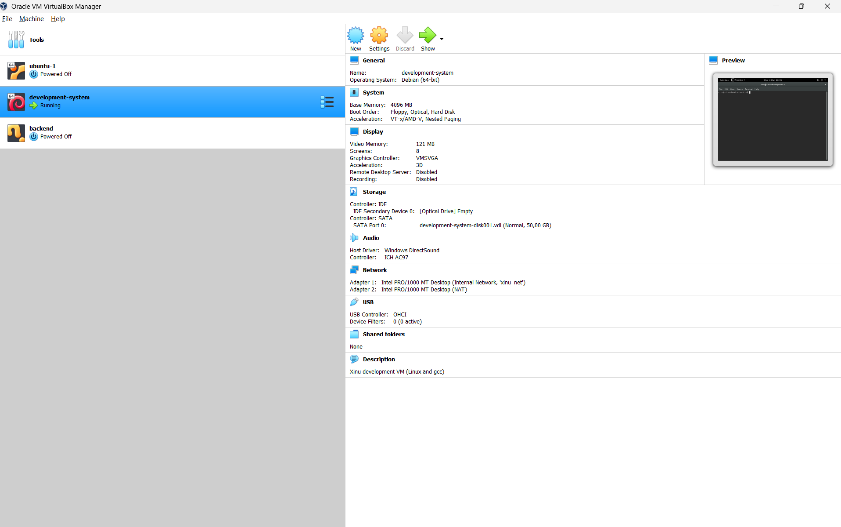 Oracle VM VirtualBox Manager
File Machine Help
Tools
ubuntu-1
Powered Off
development-system
Running
backend
Powered Off
New Settings Discard Show
General
Name: development-system
Operating System: Debian (64-bit)
System
Base Memory: 4096 MB
Boot Order: Floppy, Optical, Hard Disk
Acceleration: VT-x/AMD-V, Nested Paging
Display
Video Memory: 121 MB
Screens: 8
Graphics Controller: VMSVGA
Acceleration: 3D
Remote Desktop Server: Disabled
Recording: Disabled
Storage
Controller: IDE
IDE Secondary Device 0: [Optical Drive] Empty
Controller: SATA
SATA Port 0: development-system-disk001.vdi (Normal, 50,00 GB)
Audio
Host Driver: Windows DirectSound
Controller: ICH AC97
Network
Adapter 1: Intel PRO/1000 MT Desktop (Internal Network, 'xinu_net')
Adapter 2: Intel PRO/1000 MT Desktop (NAT)
USB
USB Controller: OHCI
Device Filters: 0 (0 active)
Shared folders
None
Description
Xinu development VM (Linux and gcc)
Preview